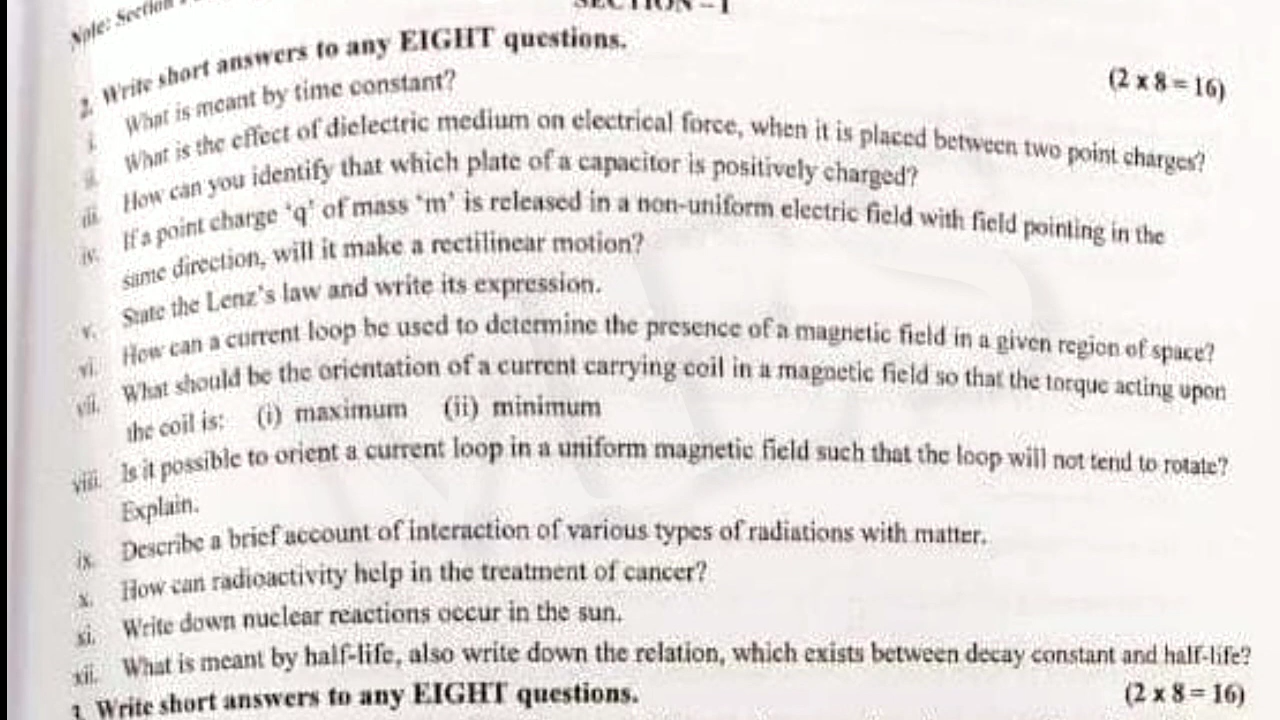 Note: Section
SECTION – I
2. Write short answers to any EIGHT questions. (2 x 8 = 16)
i. What is meant by time constant?
ii. What is the effect of dielectric medium on electrical force, when it is placed between two point charges?
iii. How can you identify that which plate of a capacitor is positively charged?
iv. If a point charge 'q' of mass 'm' is released in a non-uniform electric field with field pointing in the
same direction, will it make a rectilinear motion?
v. State the Lenz's law and write its expression.
vi. How can a current loop be used to determine the presence of a magnetic field in a given region of space?
vii. What should be the orientation of a current carrying coil in a magnetic field so that the torque acting upon
the coil is: (i) maximum (ii) minimum
viii. Is it possible to orient a current loop in a uniform magnetic field such that the loop will not tend to rotate?
Explain.
ix. Describe a brief account of interaction of various types of radiations with matter.
x. How can radioactivity help in the treatment of cancer?
xi. Write down nuclear reactions occur in the sun.
xii. What is meant by half-life, also write down the relation, which exists between decay constant and half-life?
3. Write short answers to any EIGHT questions. (2 x 8 = 16)